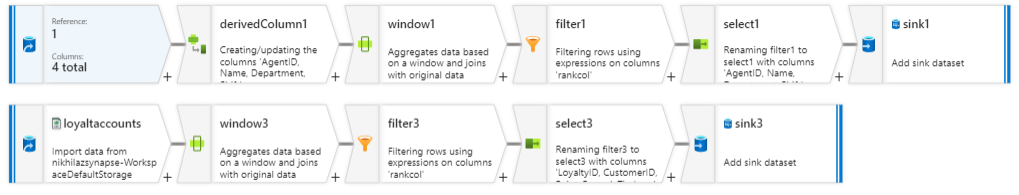 Reference:
1
Columns:
4 total
derivedColumn1
Creating/updating the
columns 'AgentID,
Name, Department,
window1
Aggregates data based
on a window and joins
with original data
filter1
Filtering rows using
expressions on columns
'rankcol'
select1
Renaming filter1 to
select1 with columns
'AgentID, Name,
sink1
Add sink dataset
loyaltaccounts
Import data from
nikhilazsynapse-Worksp
aceDefaultStorage
window3
Aggregates data based
on a window and joins
with original data
filter3
Filtering rows using
expressions on columns
'rankcol'
select3
Renaming filter3 to
select3 with columns
'LoyaltyID, CustomerID,
sink3
Add sink dataset